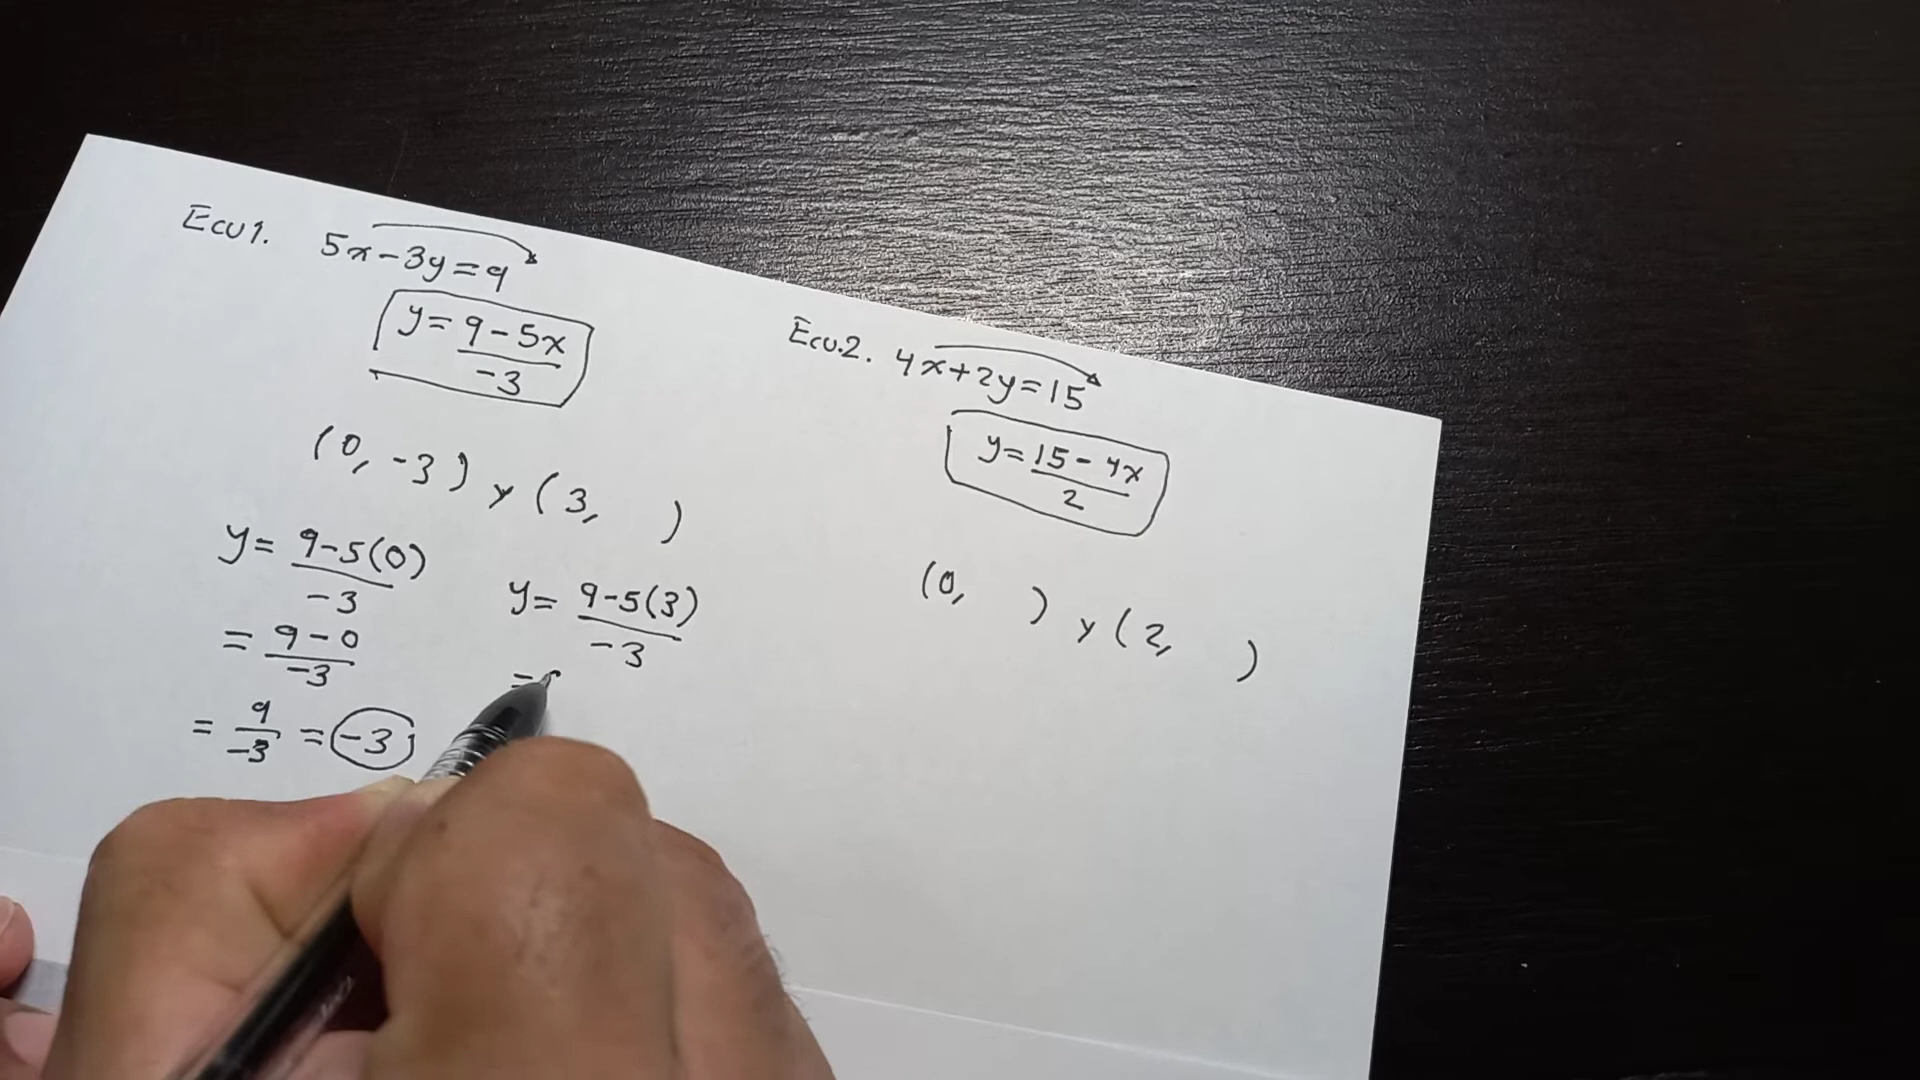 Ecu1. 5x-3y=9
y= 9-5x
-3
(0, -3) y (3, )
y= 9-5(0)
-3
= 9-0
-3
= 9
-3
= -3
y= 9-5(3)
-3
=
Ecu.2. 4x+2y=15
y= 15-4x
2
(0, ) y (2, )